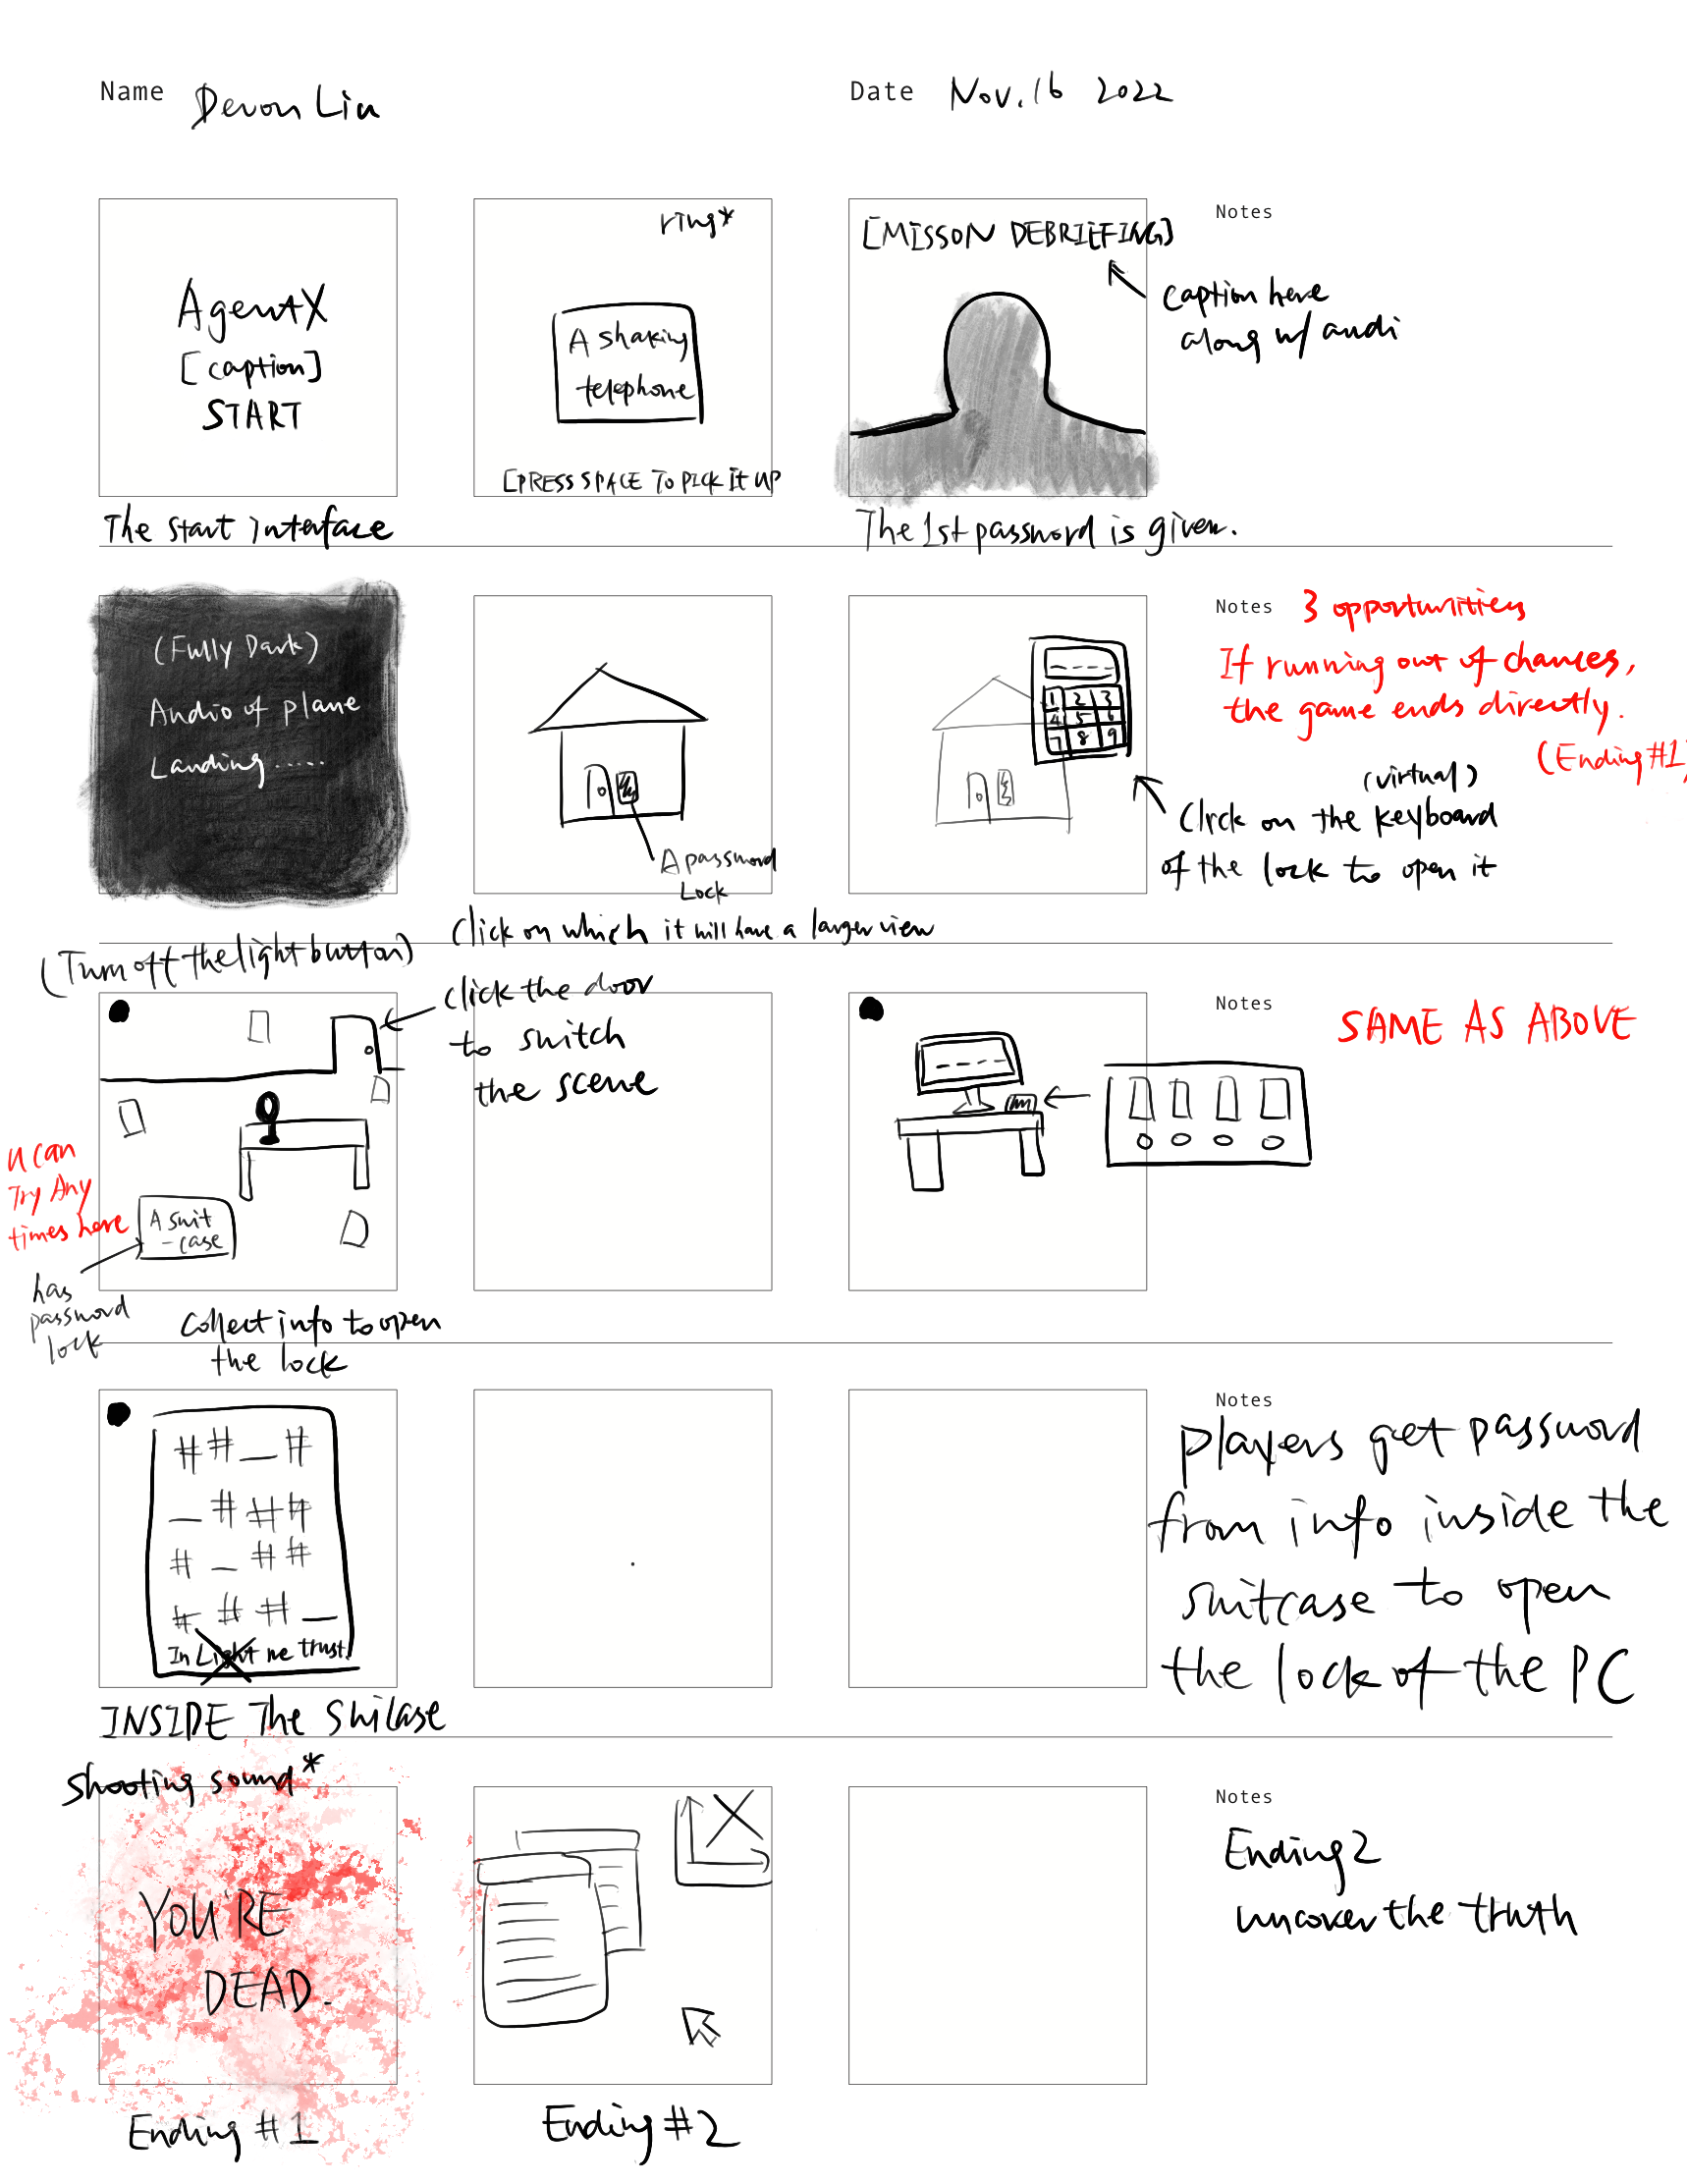 Name Devon Liu
Date Nov. 16 2022
AgentX
[caption]
START
The start interface
ring*
A shaking
telephone
[PRESS SPACE TO PICK IT UP
[MISSON DEBRIEFING]
The 1st password is given.
Notes
caption here
along w/ audi
(Fully Dark)
Audio of plane
Landing .....
A password
Lock
Click on which it will have a larger view
1 2 3
4 5 6
7 8 9
Notes 3 opportunities
If running out of chances,
the game ends directly.
(Ending #1)
(virtual)
Click on the keyboard
of the lock to open it
(Turn off the light button)
click the door
to switch
the scene
U can
Try Any
times here
A suit
-case
has
password
lock
Collect info to open
the lock
Notes
SAME AS ABOVE
# # _ #
_ # # #
# _ # #
# # # _
In Light we trust.
INSIDE The Suicase
Notes
players get password
from info inside the
suitcase to open
the lock of the PC
shooting sound*
YOU'RE
DEAD.
Ending #1
Ending #2
Notes
Ending 2
uncover the truth